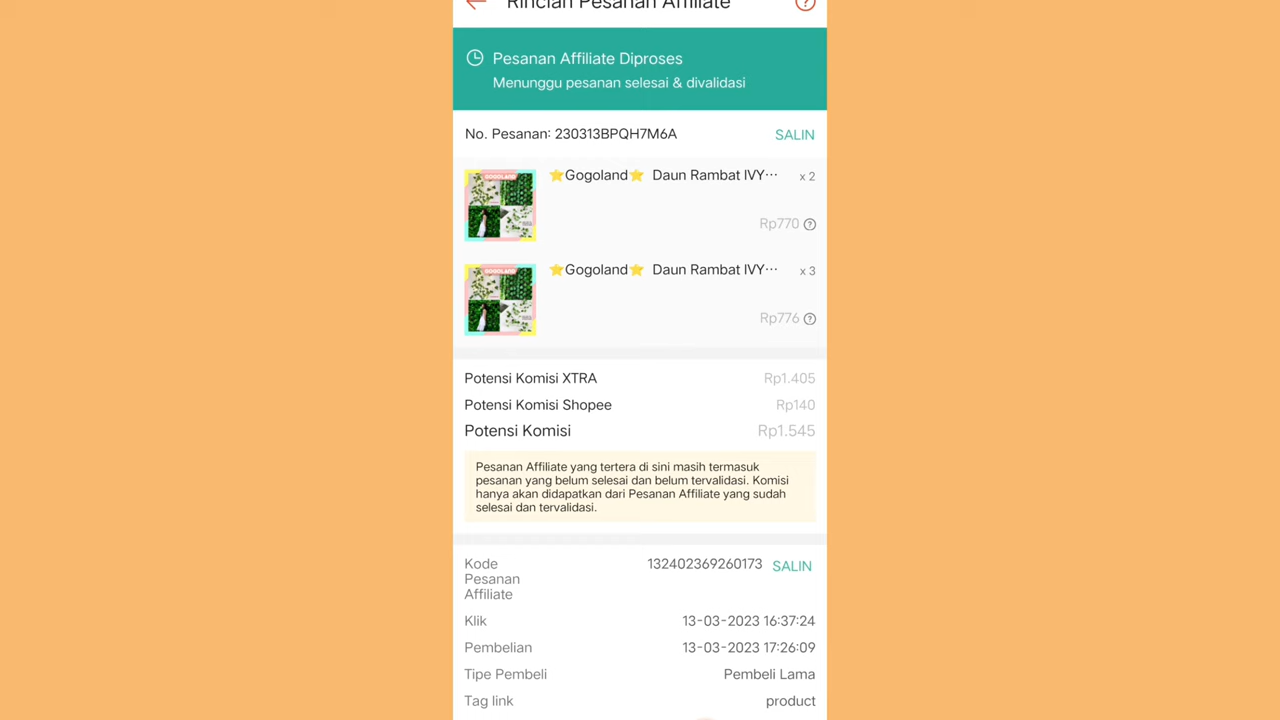 Rincian Pesanan Affiliate
Pesanan Affiliate Diproses
Menunggu pesanan selesai & divalidasi
No. Pesanan: 230313BPQH7M6A SALIN
⭐Gogoland⭐ Daun Rambat IVY... x 2
GOGOLAND
Rp770
⭐Gogoland⭐ Daun Rambat IVY... x 3
GOGOLAND
Rp776
Potensi Komisi XTRA Rp1.405
Potensi Komisi Shopee Rp140
Potensi Komisi Rp1.545
Pesanan Affiliate yang tertera di sini masih termasuk
pesanan yang belum selesai dan belum tervalidasi. Komisi
hanya akan didapatkan dari Pesanan Affiliate yang sudah
selesai dan tervalidasi.
Kode 132402369260173 SALIN
Pesanan
Affiliate
Klik 13-03-2023 16:37:24
Pembelian 13-03-2023 17:26:09
Tipe Pembeli Pembeli Lama
Tag link product